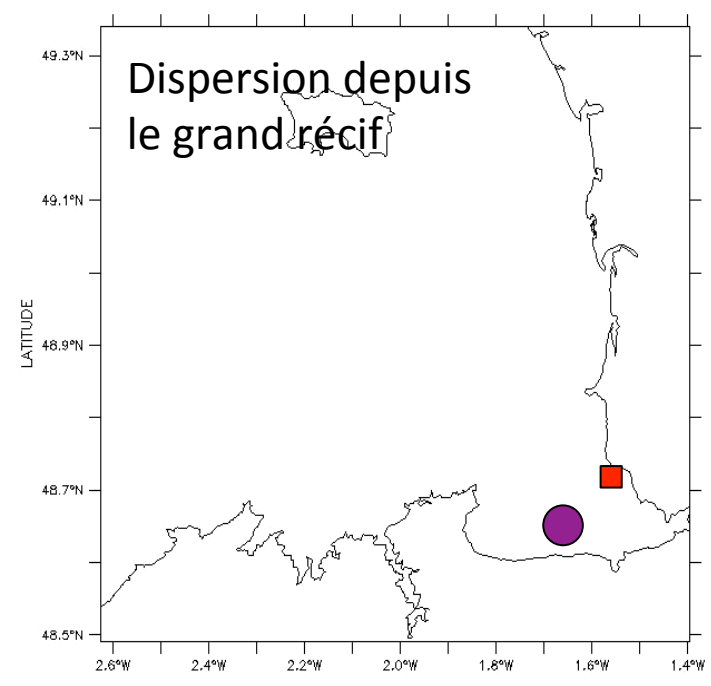 Dispersion depuis
le grand récif
49.3°N
49.1°N
48.9°N
48.7°N
48.5°N
LATITUDE
2.6°W 2.4°W 2.2°W 2.0°W 1.8°W 1.6°W 1.4°W